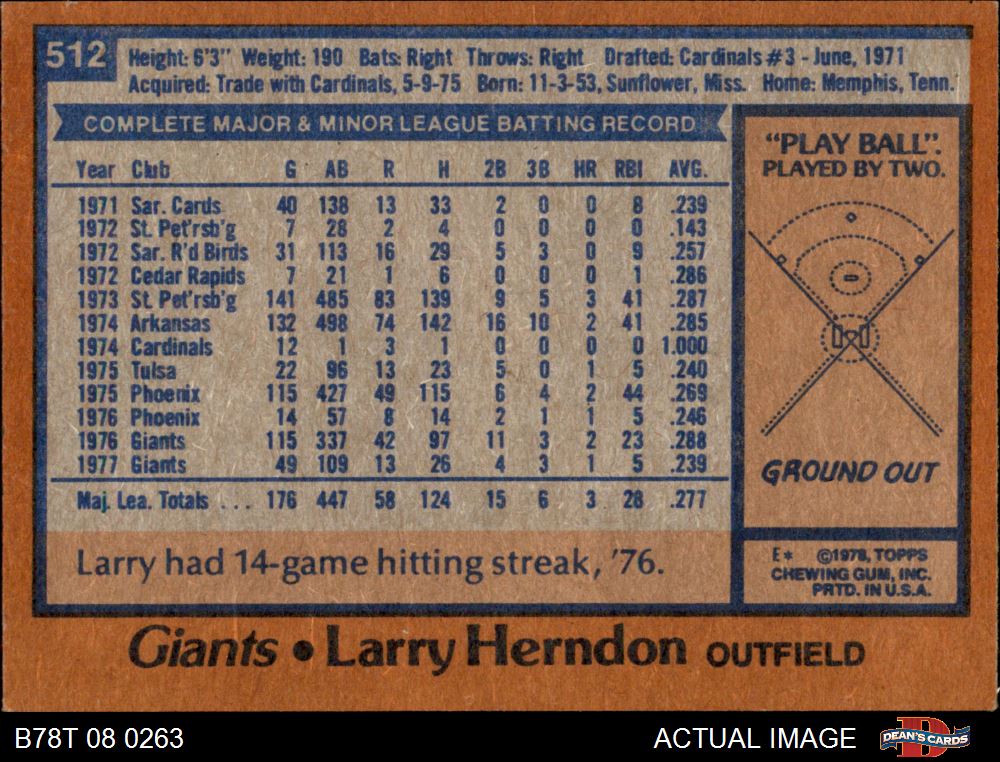 512
Height: 6'3" Weight: 190 Bats: Right Throws: Right Drafted: Cardinals #3 - June, 1971
Acquired: Trade with Cardinals, 5-9-75 Born: 11-3-53, Sunflower, Miss. Home: Memphis, Tenn.
COMPLETE MAJOR & MINOR LEAGUE BATTING RECORD
Year Club G AB R H 2B 3B HR RBI AVG.
1971 Sar. Cards 40 138 13 33 2 0 0 8 .239
1972 St. Pet'rsb'g 7 28 2 4 0 0 0 0 .143
1972 Sar. R'd Birds 31 113 16 29 5 3 0 9 .257
1972 Cedar Rapids 7 21 1 6 0 0 0 1 .286
1973 St. Pet'rsb'g 141 485 83 139 9 5 3 41 .287
1974 Arkansas 132 498 74 142 16 10 2 41 .285
1974 Cardinals 12 1 3 1 0 0 0 0 1.000
1975 Tulsa 22 96 13 23 5 0 1 5 .240
1975 Phoenix 115 427 49 115 6 4 2 44 .269
1976 Phoenix 14 57 8 14 2 1 1 5 .246
1976 Giants 115 337 42 97 11 3 2 23 .288
1977 Giants 49 109 13 26 4 3 1 5 .239
Maj. Lea. Totals . . . 176 447 58 124 15 6 3 28 .277
Larry had 14-game hitting streak, '76.
"PLAY BALL".
PLAYED BY TWO.
GROUND OUT
E* ©1978, TOPPS
CHEWING GUM, INC.
PRTD. IN U.S.A.
Giants • Larry Herndon OUTFIELD
B78T 08 0263
ACTUAL IMAGE
D
DEAN'S CARDS